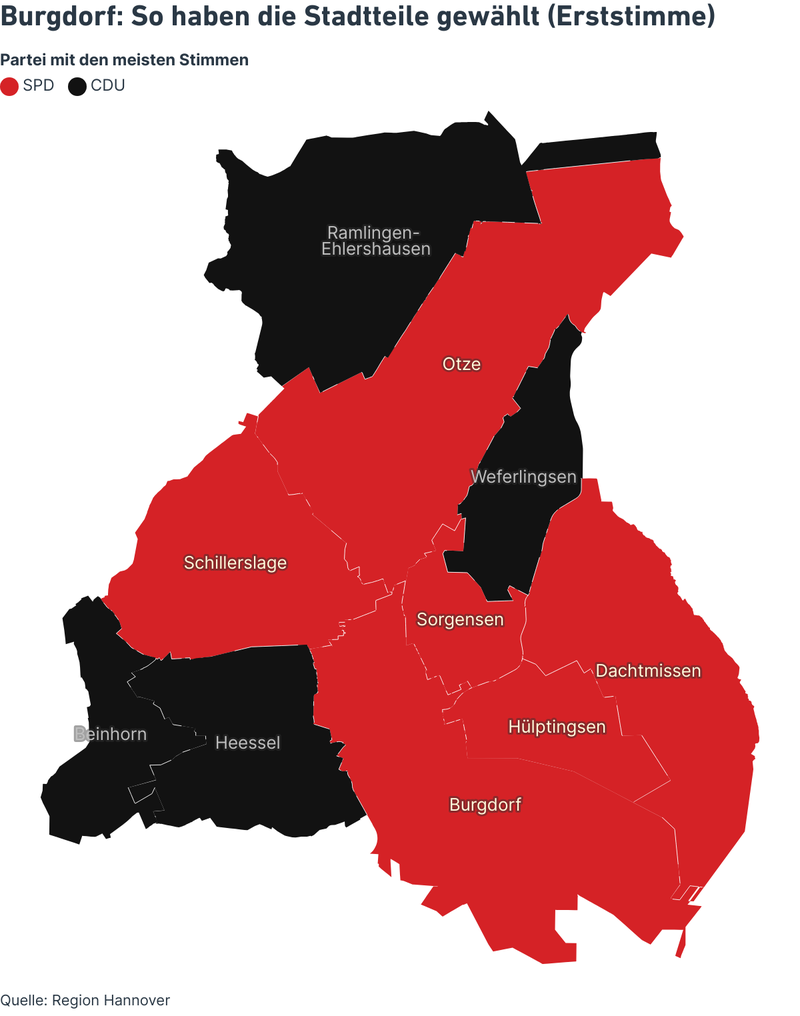 Burgdorf: So haben die Stadtteile gewählt (Erststimme)
Partei mit den meisten Stimmen
SPD CDU
Ramlingen-
Ehlershausen
Otze
Weferlingsen
Schillerslage
Sorgensen
Dachtmissen
Hülptingsen
Beinhorn
Heessel
Burgdorf
Quelle: Region Hannover